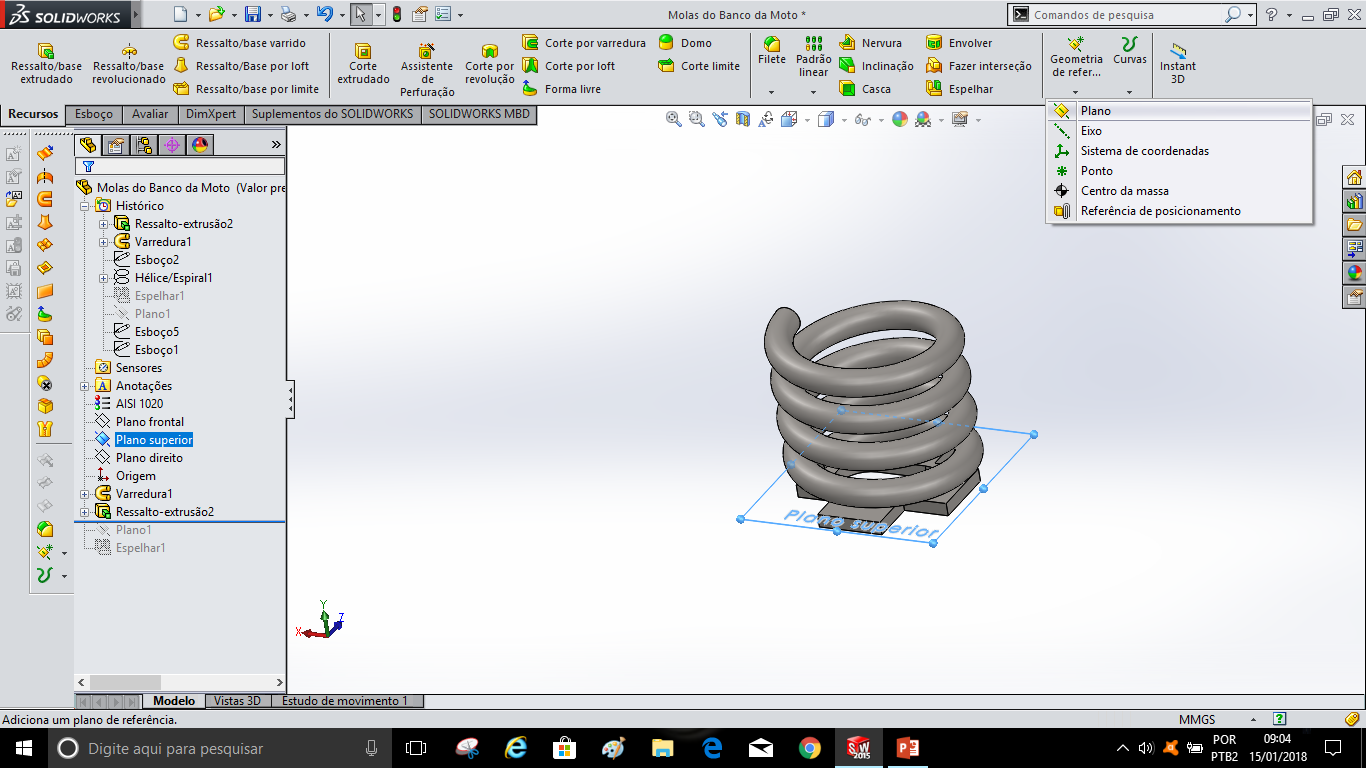 SOLIDWORKS
Molas do Banco da Moto *
Comandos de pesquisa
Ressalto/base extrudado
Ressalto/base revolucionado
Ressalto/base varrido
Ressalto/Base por loft
Ressalto/base por limite
Corte extrudado
Assistente de Perfuração
Corte por revolução
Corte por varredura
Corte por loft
Forma livre
Domo
Corte limite
Filete
Padrão linear
Nervura
Inclinação
Casca
Envolver
Fazer interseção
Espelhar
Geometria de refer...
Curvas
Instant 3D
Recursos
Esboço
Avaliar
DimXpert
Suplementos do SOLIDWORKS
SOLIDWORKS MBD
Plano
Eixo
Sistema de coordenadas
Ponto
Centro da massa
Referência de posicionamento
Molas do Banco da Moto (Valor pre
Histórico
Ressalto-extrusão2
Varredura1
Esboço2
Hélice/Espiral1
Espelhar1
Plano1
Esboço5
Esboço1
Sensores
Anotações
AISI 1020
Plano frontal
Plano superior
Plano direito
Origem
Varredura1
Ressalto-extrusão2
Plano1
Espelhar1
Plano superior
Y
Z
X
Modelo
Vistas 3D
Estudo de movimento 1
Adiciona um plano de referência.
MMGS
Digite aqui para pesquisar
SW
2015
POR
PTB2
09:04
15/01/2018